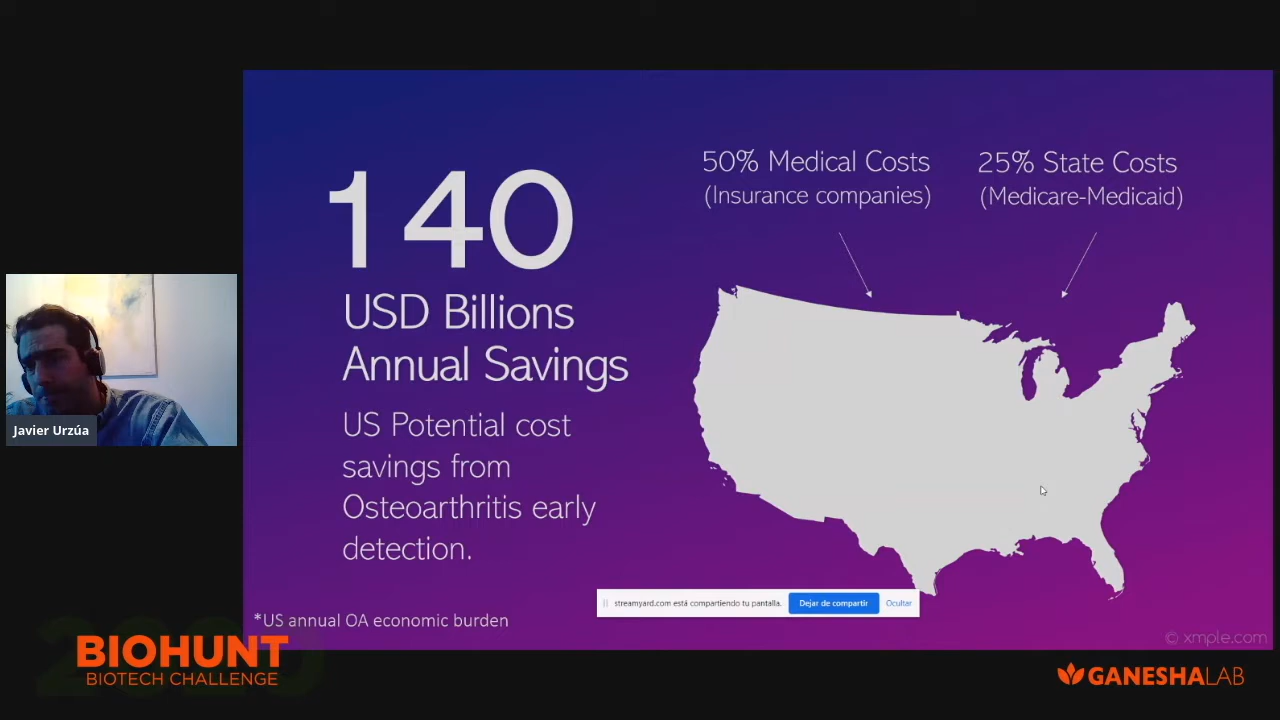 50% Medical Costs
(Insurance companies)
25% State Costs
(Medicare-Medicaid)
140
USD Billions
Annual Savings
US Potential cost
savings from
Osteoarthritis early
detection.
*US annual OA economic burden
Javier Urzúa
streamyard.com está compartiendo tu pantalla.
Dejar de compartir
Ocultar
© xmple.com
BIOHUNT
BIOTECH CHALLENGE
GANESHALAB